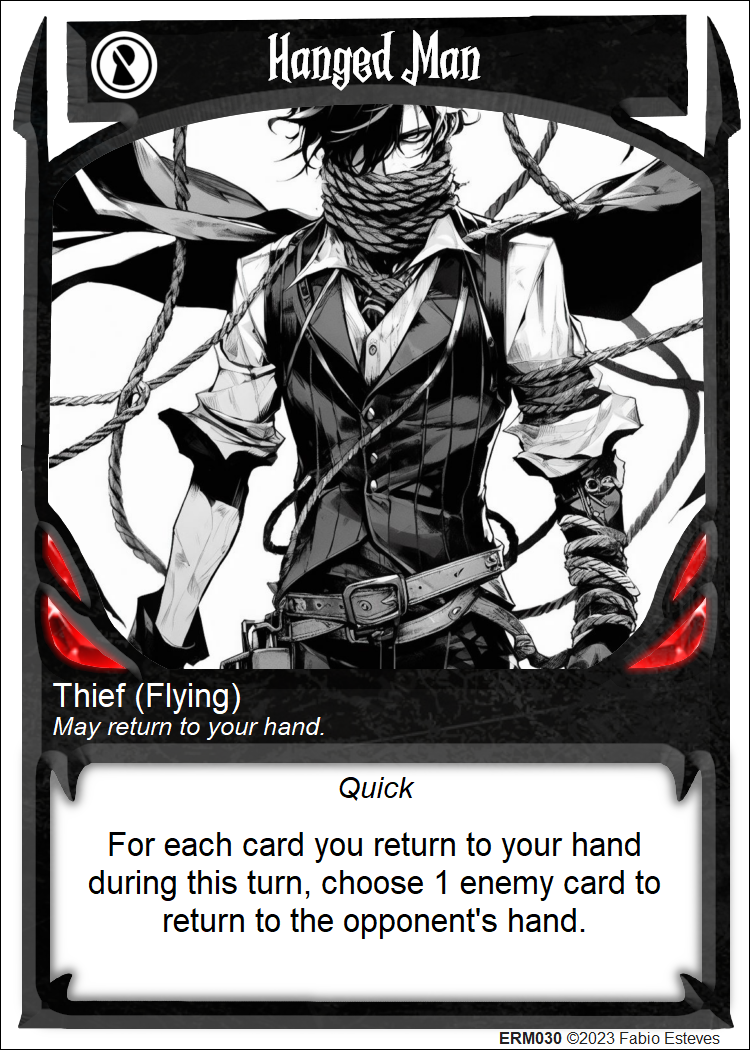 Hanged Man
Thief (Flying)
May return to your hand.
Quick
For each card you return to your hand
during this turn, choose 1 enemy card to
return to the opponent's hand.
ERM030 ©2023 Fabio Esteves